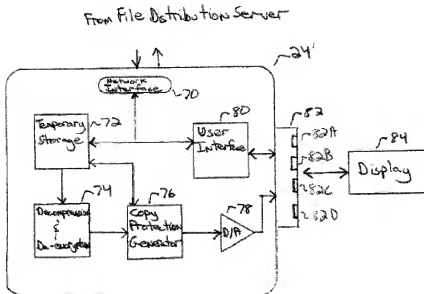 From File Distribution Server
24'
Network
Interface
70
72
Temporary
Storage
80
User
Interface
82
82A
82B
82C
82D
84
Display
74
Decompression
&
De-encryption
76
Copy
Protection
Generator
78
D/A